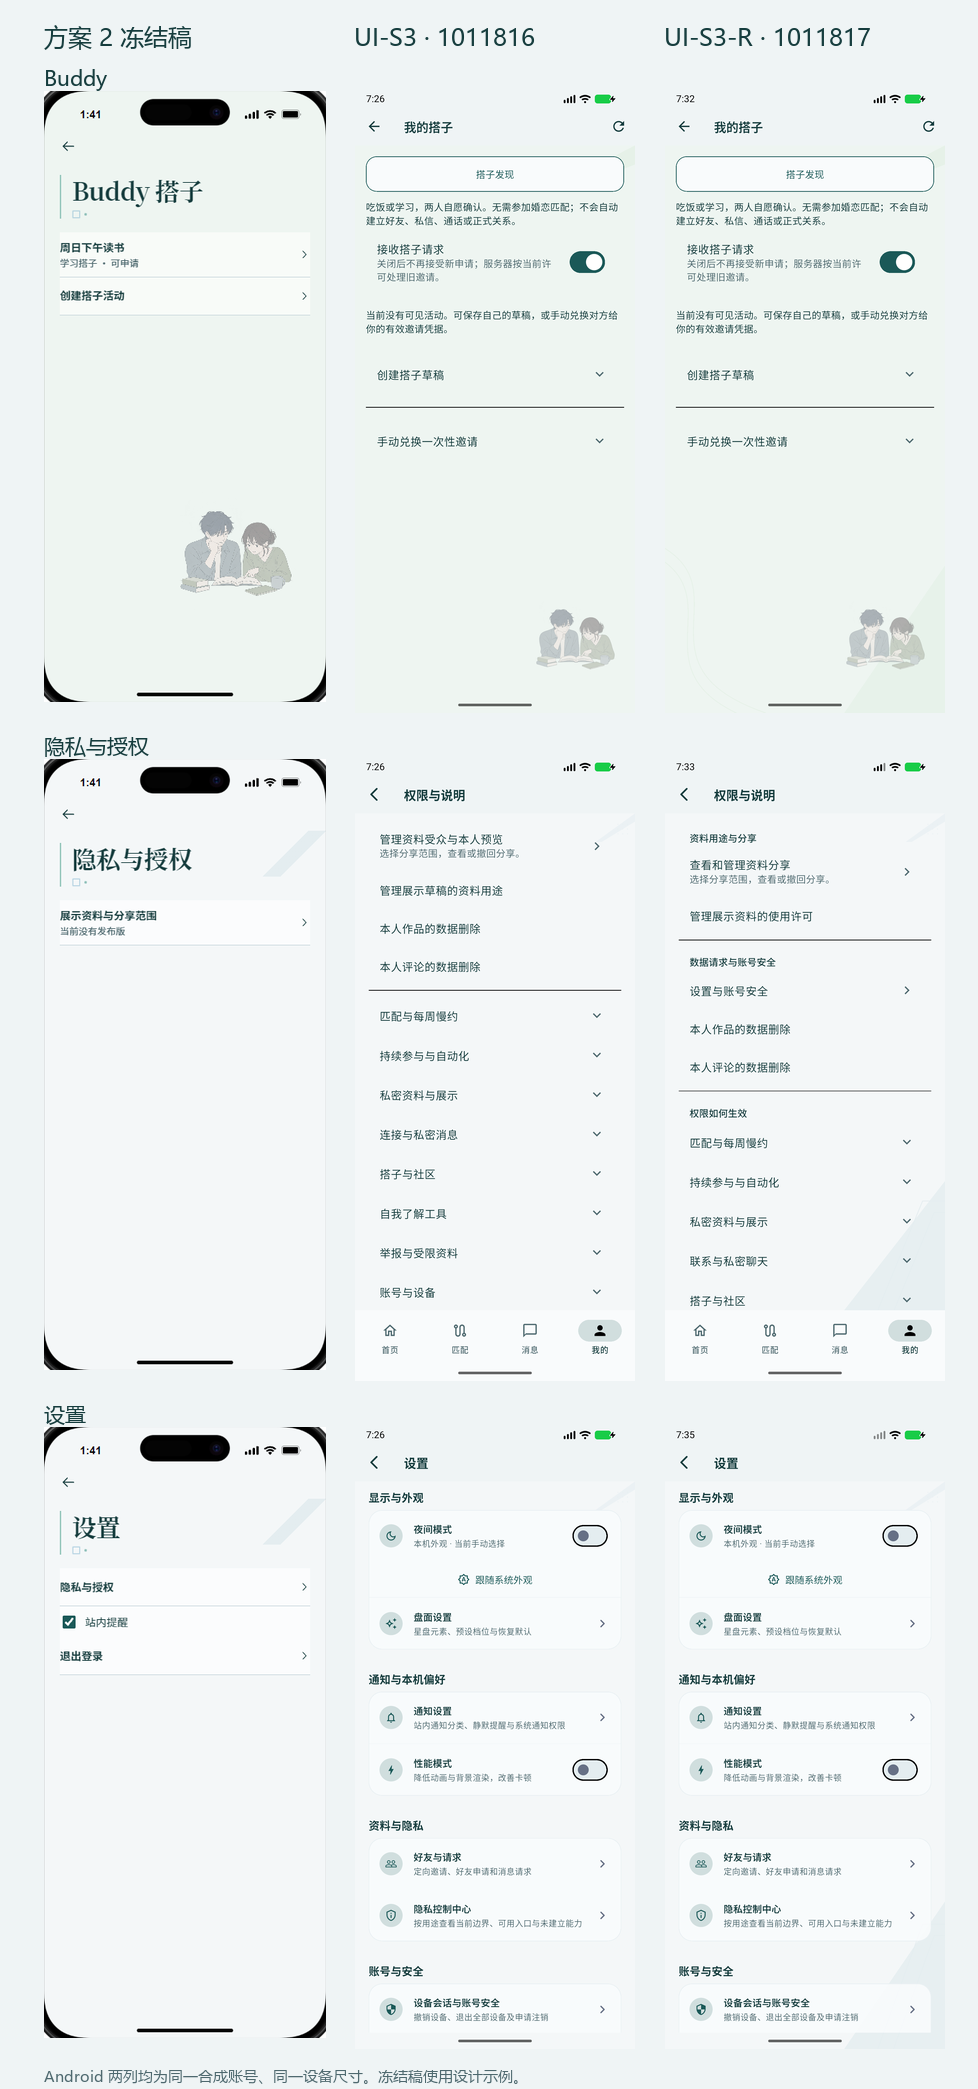 方案 2 冻结稿
UI-S3 · 1011816
UI-S3-R · 1011817
Buddy
1:41
Buddy 搭子
周日下午读书
学习搭子 · 可申请
创建搭子活动
7:26
我的搭子
搭子发现
吃饭或学习，两人自愿确认。无需参加婚恋匹配；不会自动
建立好友、私信、通话或正式关系。
接收搭子请求
关闭后不再接受新申请；服务器按当前许
可处理旧邀请。
当前没有可见活动。可保存自己的草稿，或手动兑换对方给
你的有效邀请凭据。
创建搭子草稿
手动兑换一次性邀请
7:32
我的搭子
搭子发现
吃饭或学习，两人自愿确认。无需参加婚恋匹配；不会自动
建立好友、私信、通话或正式关系。
接收搭子请求
关闭后不再接受新申请；服务器按当前许
可处理旧邀请。
当前没有可见活动。可保存自己的草稿，或手动兑换对方给
你的有效邀请凭据。
创建搭子草稿
手动兑换一次性邀请
隐私与授权
1:41
隐私与授权
展示资料与分享范围
当前没有发布版
7:26
权限与说明
管理资料受众与本人预览
选择分享范围，查看或撤回分享。
管理展示草稿的资料用途
本人作品的数据删除
本人评论的数据删除
匹配与每周慢约
持续参与与自动化
私密资料与展示
连接与私密消息
搭子与社区
自我了解工具
举报与受限资料
账号与设备
首页
匹配
消息
我的
7:33
权限与说明
资料用途与分享
查看和管理资料分享
选择分享范围，查看或撤回分享。
管理展示资料的使用许可
数据请求与账号安全
设置与账号安全
本人作品的数据删除
本人评论的数据删除
权限如何生效
匹配与每周慢约
持续参与与自动化
私密资料与展示
联系与私密聊天
搭子与社区
首页
匹配
消息
我的
设置
1:41
设置
隐私与授权
站内提醒
退出登录
7:26
设置
显示与外观
夜间模式
本机外观 · 当前手动选择
跟随系统外观
盘面设置
星盘元素、预设档位与恢复默认
通知与本机偏好
通知设置
站内通知分类、静默提醒与系统通知权限
性能模式
降低动画与背景渲染，改善卡顿
资料与隐私
好友与请求
定向邀请、好友申请和消息请求
隐私控制中心
按用途查看当前边界、可用入口与未建立能力
账号与安全
设备会话与账号安全
撤销设备、退出全部设备及申请注销
7:35
设置
显示与外观
夜间模式
本机外观 · 当前手动选择
跟随系统外观
盘面设置
星盘元素、预设档位与恢复默认
通知与本机偏好
通知设置
站内通知分类、静默提醒与系统通知权限
性能模式
降低动画与背景渲染，改善卡顿
资料与隐私
好友与请求
定向邀请、好友申请和消息请求
隐私控制中心
按用途查看当前边界、可用入口与未建立能力
账号与安全
设备会话与账号安全
撤销设备、退出全部设备及申请注销
Android 两列均为同一合成账号、同一设备尺寸。冻结稿使用设计示例。